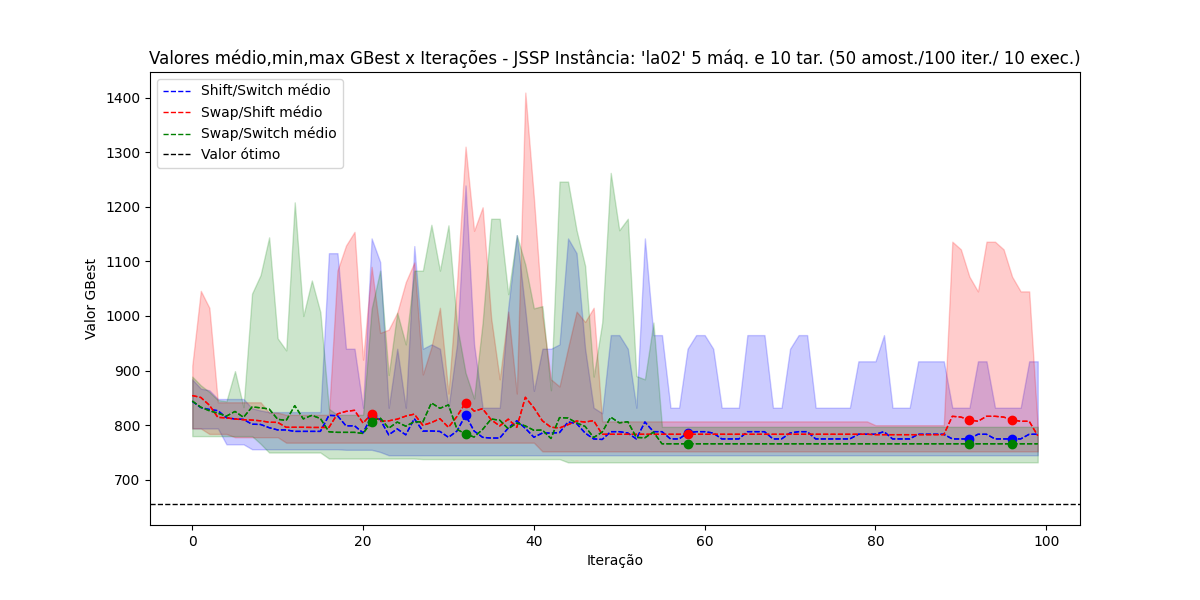 Valores médio,min,max GBest x Iterações - JSSP Instância: 'la02' 5 máq. e 10 tar. (50 amost./100 iter./ 10 exec.)
Shift/Switch médio
Swap/Shift médio
Swap/Switch médio
Valor ótimo
1400
1300
1200
1100
1000
900
800
700
Valor GBest
0 20 40 60 80 100
Iteração